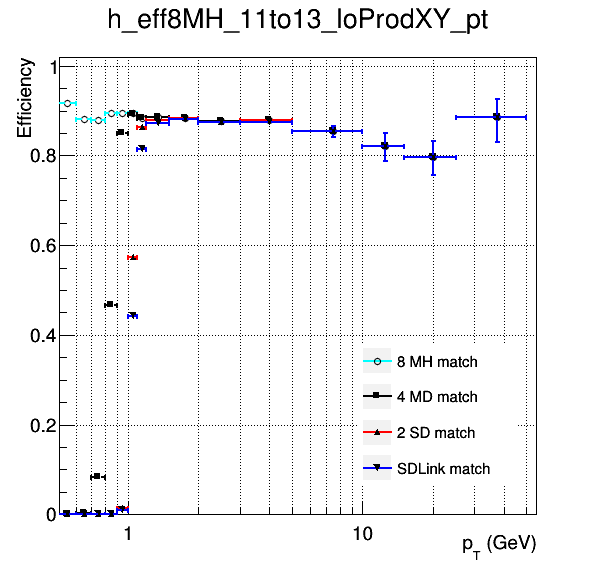 h_eff8MH_11to13_loProdXY_pt
Efficiency
1
0.8
0.6
0.4
0.2
0
8 MH match
4 MD match
2 SD match
SDLink match
1
10
pT (GeV)